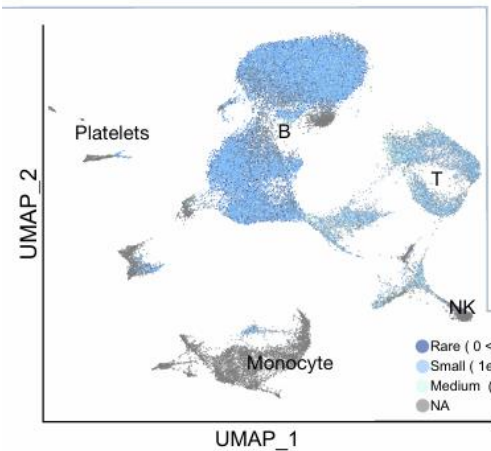 Platelets
B
T
NK
Monocyte
Rare ( 0 <
Small ( 1e
Medium (
NA
UMAP_1
UMAP_2